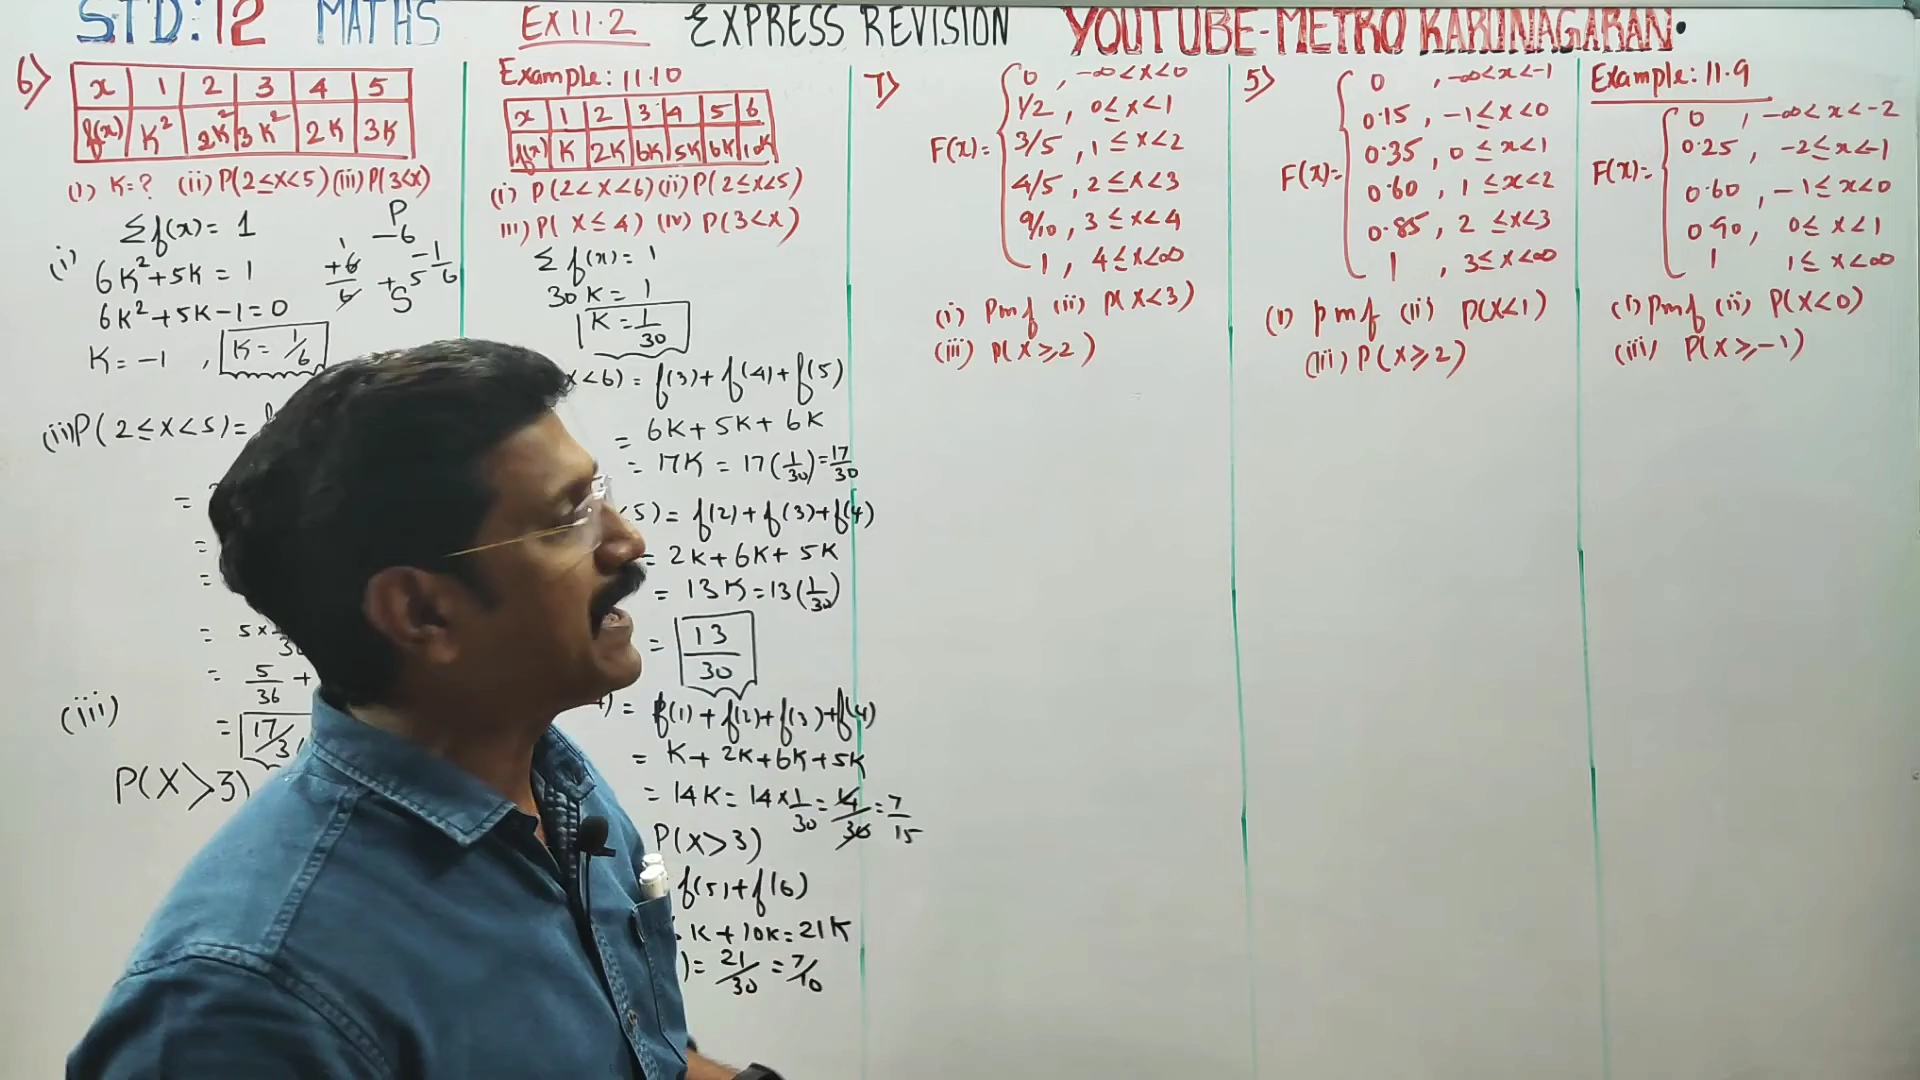 STD:12 MATHS EX 11.2 EXPRESS REVISION YOUTUBE-METRO KARUNAGARAN.
6)
x 1 2 3 4 5
f(x) K² 2K² 3K² 2K 3K
(i) K=? (ii) P(2≤x<5) (iii) P(3<x)
(i) Σf(x) = 1
6K²+5K = 1
6K²+5K-1=0
K=-1, K=1/6
P
-6
+6/6 -1/6
+5
S
(ii) P(2≤x<5)=
=
=
=
= 5×
= 5/36 +
= 17/3
(iii)
P(X>3)
Example: 11.10
x 1 2 3 4 5 6
f(x) K 2K 6K 5K 6K 10K
(i) P(2<X<6) (ii) P(2≤x<5)
iii) P(X≤4) (iv) P(3<x)
Σf(x)=1
30K=1
K=1/30
x<6) = f(3)+f(4)+f(5)
= 6K+5K+6K
= 17K = 17(1/30)=17/30
<5) = f(2)+f(3)+f(4)
= 2K+6K+5K
= 13K=13(1/30)
= 13/30
4) = f(1)+f(2)+f(3)+f(4)
= K+2K+6K+5K
= 14K=14×1/30=14/30=7/15
P(X>3)
f(5)+f(6)
K+10K=21K
)=21/30=7/10
7)
F(x)=
0, -∞<x<0
1/2, 0≤x<1
3/5, 1≤x<2
4/5, 2≤x<3
9/10, 3≤x<4
1, 4≤x<∞
(i) pmf (ii) P(X<3)
(iii) P(X≥2)
5)
F(x)=
0, -∞<x<-1
0.15, -1≤x<0
0.35, 0≤x<1
0.60, 1≤x<2
0.85, 2≤x<3
1, 3≤x<∞
(i) pmf (ii) P(X<1)
(iii) P(X≥2)
Example: 11.9
F(x)=
0, -∞<x<-2
0.25, -2≤x<-1
0.60, -1≤x<0
0.90, 0≤x<1
1 1≤x<∞
(i) pmf (ii) P(X<0)
(iii) P(X≥-1)